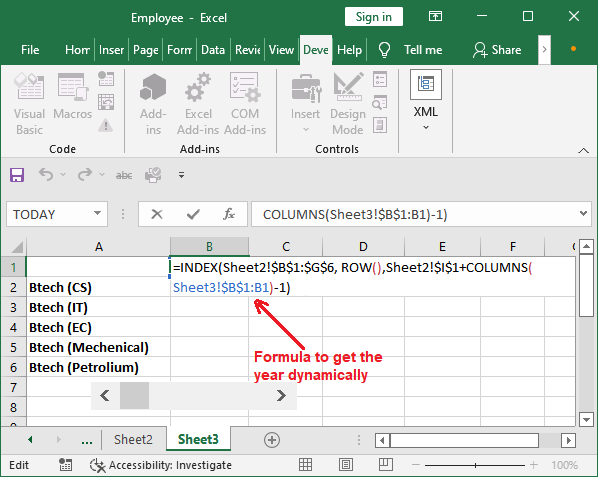 Employee - Excel
Sign in
File Hom Inser Page Form Data Revie View Deve Help Tell me Share
Visual Basic
Macros
Add-ins
Excel Add-ins
COM Add-ins
Insert
Design Mode
XML
Code Add-ins Controls
abc
TODAY fx COLUMNS(Sheet3!$B$1:B1)-1)
A B C D E F G
1 =INDEX(Sheet2!$B$1:$G$6, ROW(),Sheet2!$I$1+COLUMNS(
2 Btech (CS) Sheet3!$B$1:B1)-1)
3 Btech (IT)
4 Btech (EC)
5 Btech (Mechenical)
6 Btech (Petrolium)
7
8
Formula to get the
year dynamically
... Sheet2 Sheet3
Edit Accessibility: Investigate 100%